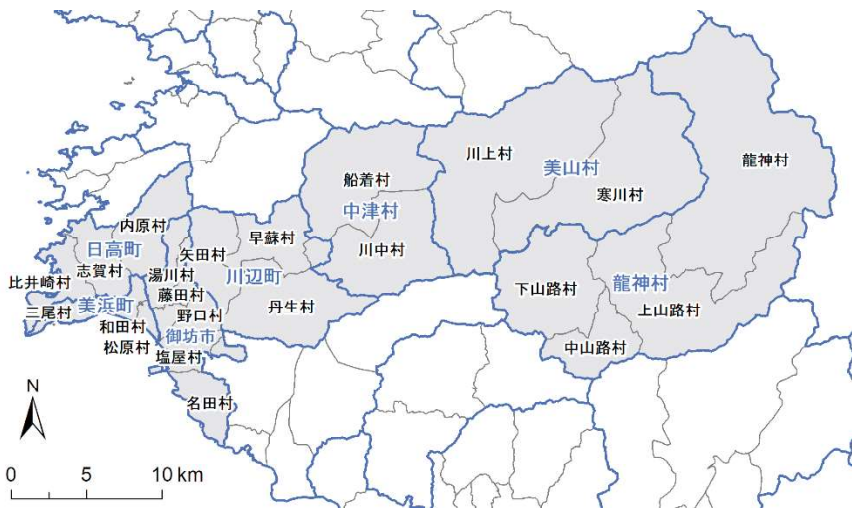 川上村
美山村
龍神村
船着村
寒川村
中津村
内原村
早蘇村
矢田村
川中村
日高町
志賀村
湯川村
川辺町
比井崎村
下山路村
龍神村
藤田村
丹生村
美浜町
三尾村
野口村
上山路村
和田村
御坊市
松原村
塩屋村
中山路村
名田村
N
0 5 10 km